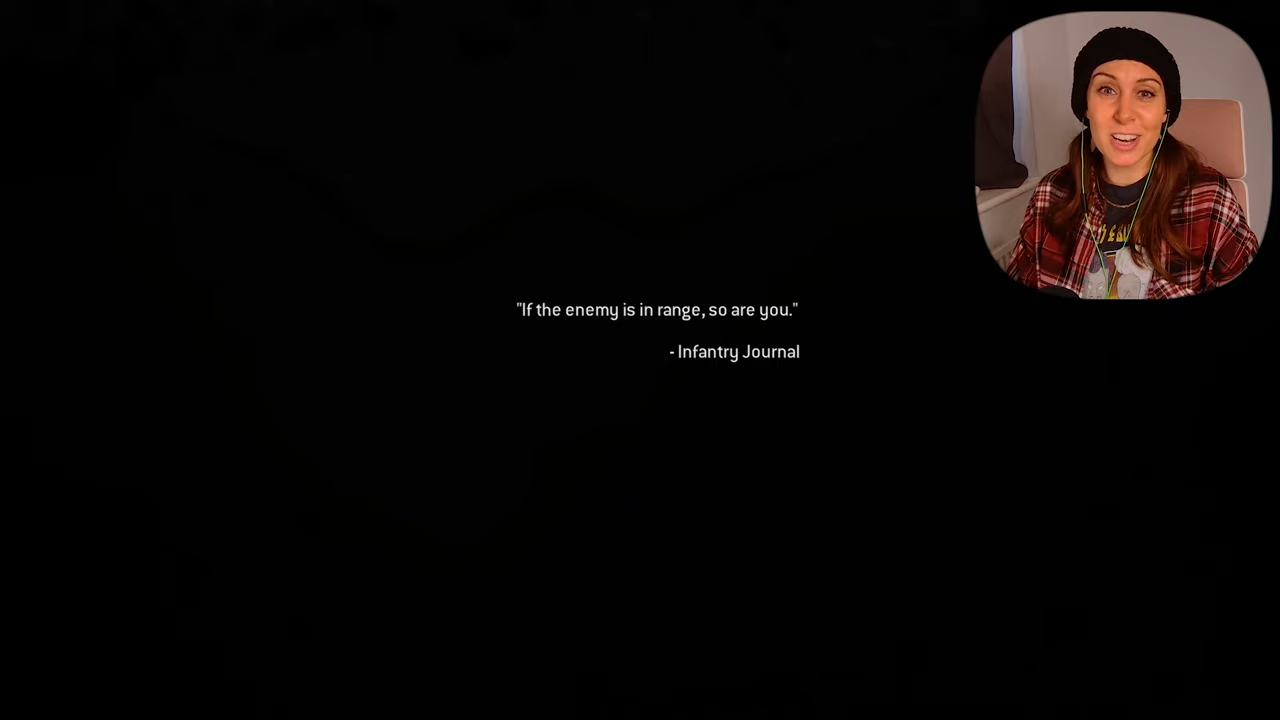 "If the enemy is in range, so are you."
- Infantry Journal